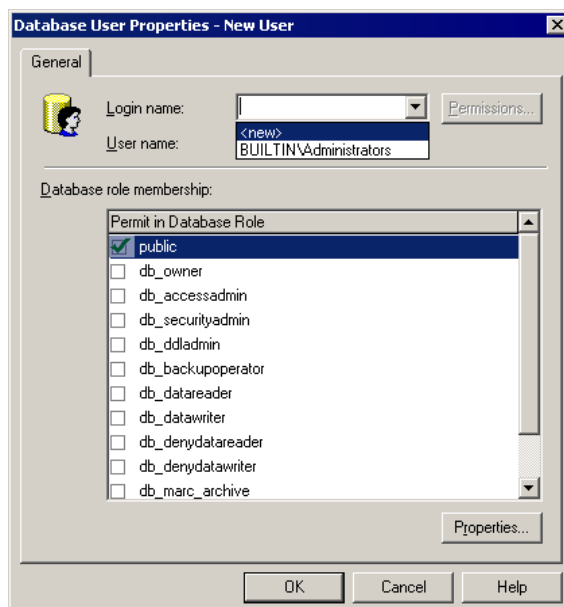 Database User Properties - New User
General
Login name:
Permissions...
<new>
User name:
BUILTIN\Administrators
Database role membership:
Permit in Database Role
public
db_owner
db_accessadmin
db_securityadmin
db_ddladmin
db_backupoperator
db_datareader
db_datawriter
db_denydatareader
db_denydatawriter
db_marc_archive
Properties...
OK Cancel Help